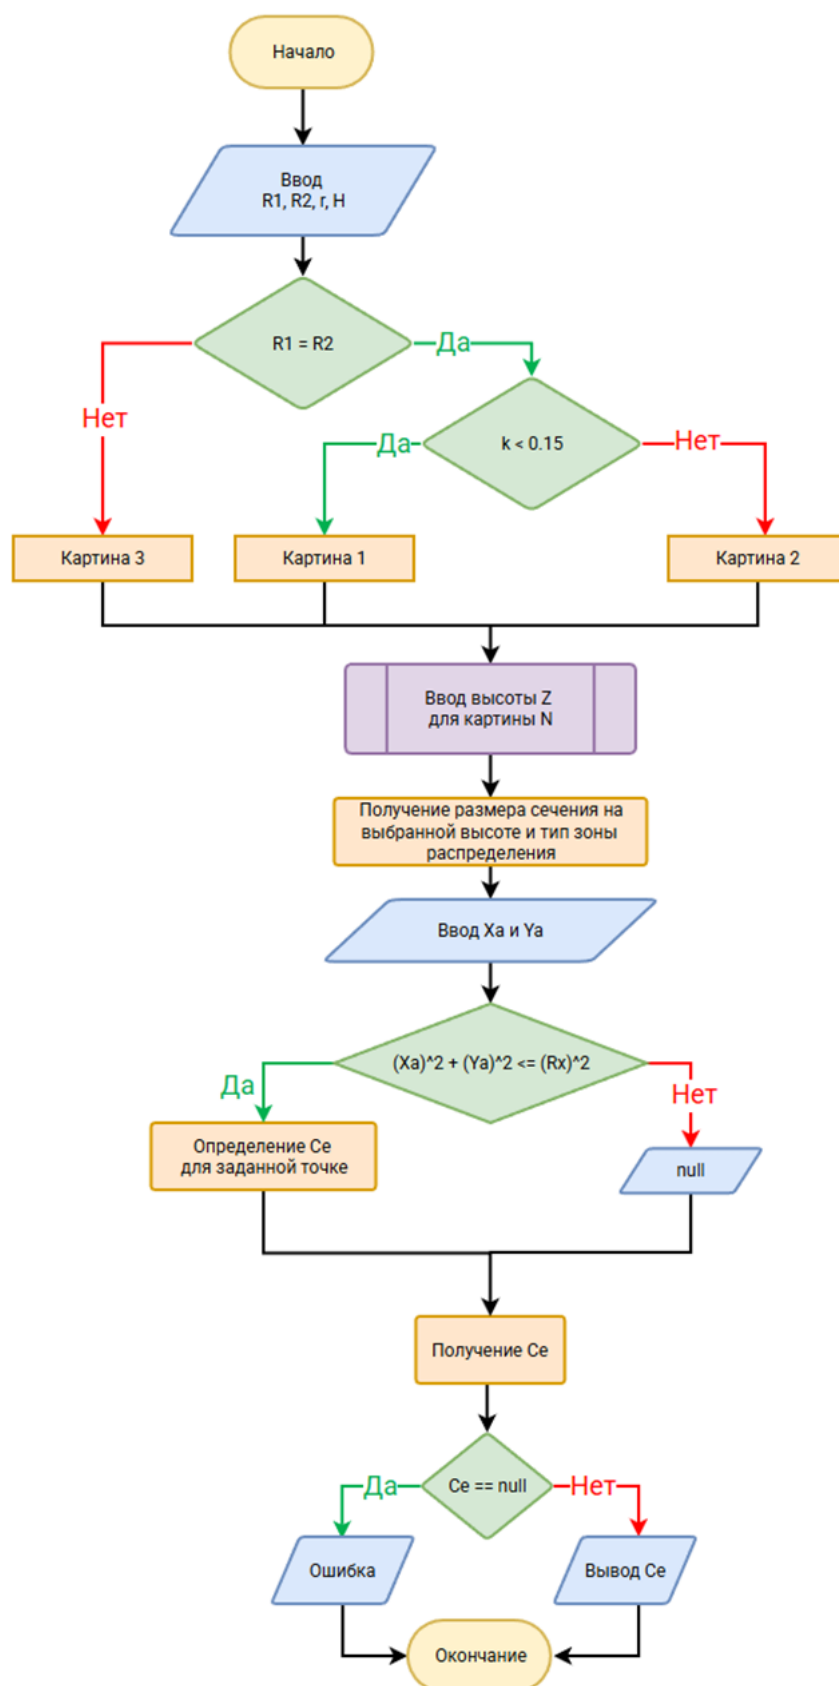 Начало
Ввод
R1, R2, r, H
R1 = R2
Да
Нет
k < 0.15
Да
Нет
Картина 3
Картина 1
Картина 2
Ввод высоты Z
для картины N
Получение размера сечения на
выбранной высоте и тип зоны
распределения
Ввод Xa и Ya
(Xa)^2 + (Ya)^2 <= (Rx)^2
Да
Нет
Определение Ce
для заданной точке
null
Получение Ce
Ce == null
Да
Нет
Ошибка
Вывод Ce
Окончание